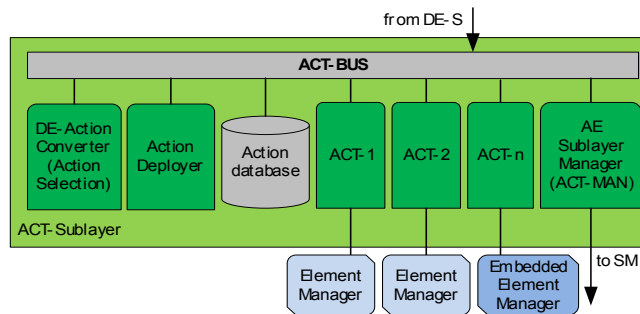 from DE-S
ACT-BUS
DE-Action
Converter
(Action
Selection)
Action
Deployer
Action
database
ACT-1
ACT-2
ACT-n
AE
Sublayer
Manager
(ACT-MAN)
ACT-Sublayer
to SM
Element
Manager
Element
Manager
Embedded
Element
Manager